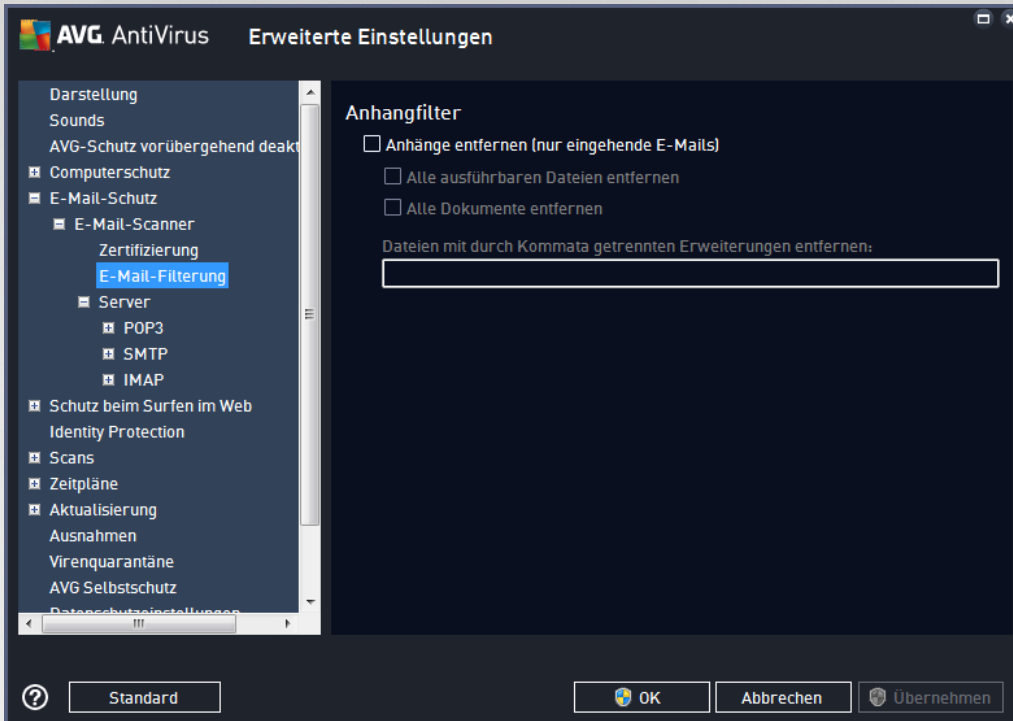 AVG AntiVirus
Erweiterte Einstellungen
Darstellung
Sounds
AVG-Schutz vorübergehend deakt
Computerschutz
E-Mail-Schutz
E-Mail-Scanner
Zertifizierung
E-Mail-Filterung
Server
POP3
SMTP
IMAP
Schutz beim Surfen im Web
Identity Protection
Scans
Zeitpläne
Aktualisierung
Ausnahmen
Virenquarantäne
AVG Selbstschutz
Datenschutzeinstellungen
Anhangfilter
Anhänge entfernen (nur eingehende E-Mails)
Alle ausführbaren Dateien entfernen
Alle Dokumente entfernen
Dateien mit durch Kommata getrennten Erweiterungen entfernen:
?
Standard
OK
Abbrechen
Übernehmen